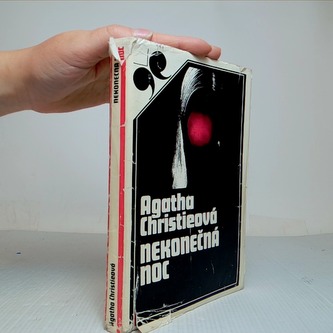 Agatha
Christieová
NEKONEČNÁ
NOC
Agatha Christieová
NEKONEČNÁ NOC